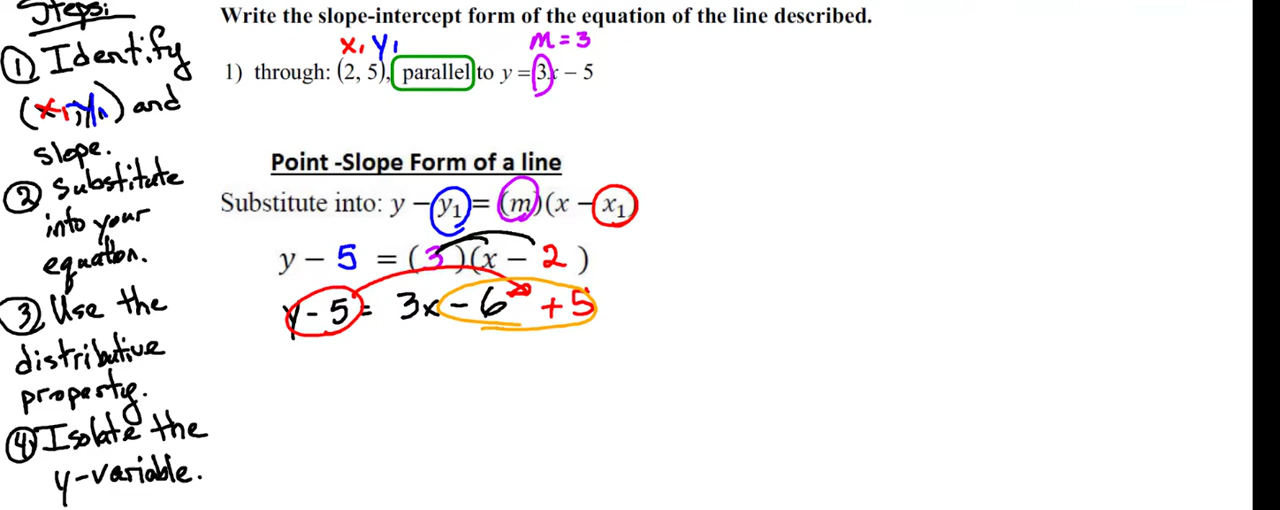 Steps:
① Identify
(x₁, y₁) and
slope.
② Substitute
into your
equation.
③ Use the
distributive
property.
④ Isolate the
y-variable.
Write the slope-intercept form of the equation of the line described.
x₁ y₁ m = 3
1) through: (2, 5), parallel to y = 3x – 5
Point -Slope Form of a line
Substitute into: y – y₁ = (m)(x – x₁)
y – 5 = (3)(x – 2 )
y - 5 = 3x - 6 + 5